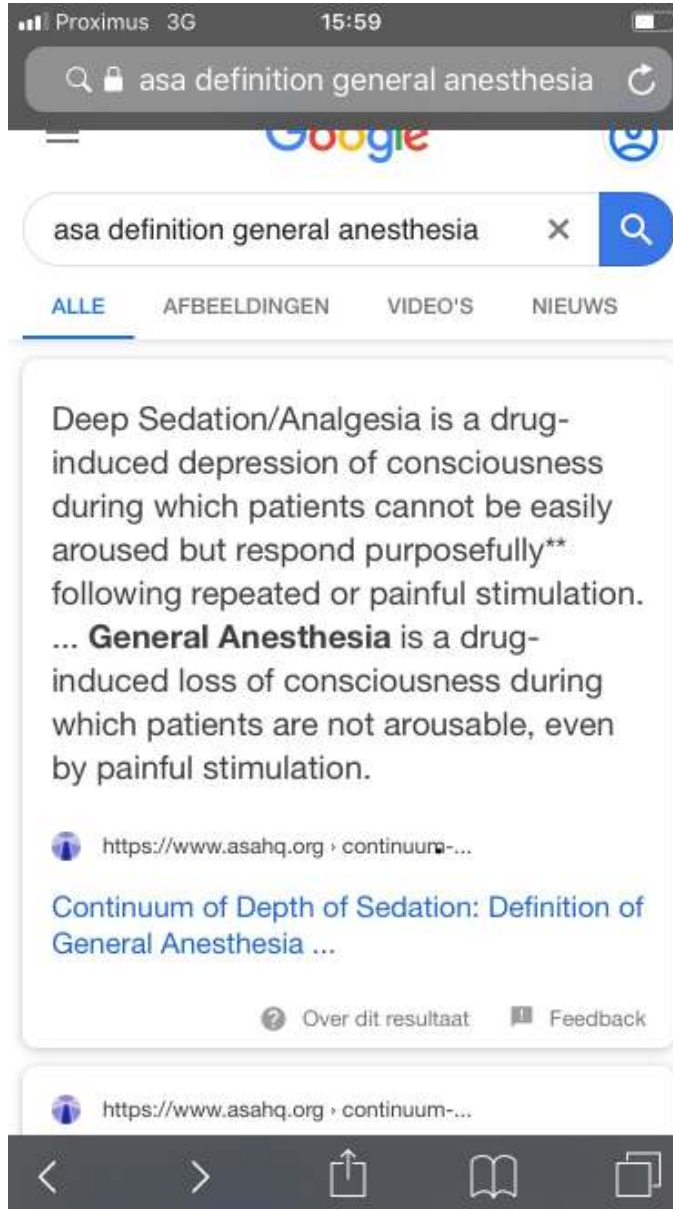 Proximus 3G 15:59
asa definition general anesthesia
Google
asa definition general anesthesia
ALLE AFBEELDINGEN VIDEO'S NIEUWS
Deep Sedation/Analgesia is a drug-
induced depression of consciousness
during which patients cannot be easily
aroused but respond purposefully**
following repeated or painful stimulation.
... General Anesthesia is a drug-
induced loss of consciousness during
which patients are not arousable, even
by painful stimulation.
https://www.asahq.org › continuum-...
Continuum of Depth of Sedation: Definition of
General Anesthesia ...
Over dit resultaat Feedback
https://www.asahq.org › continuum-...